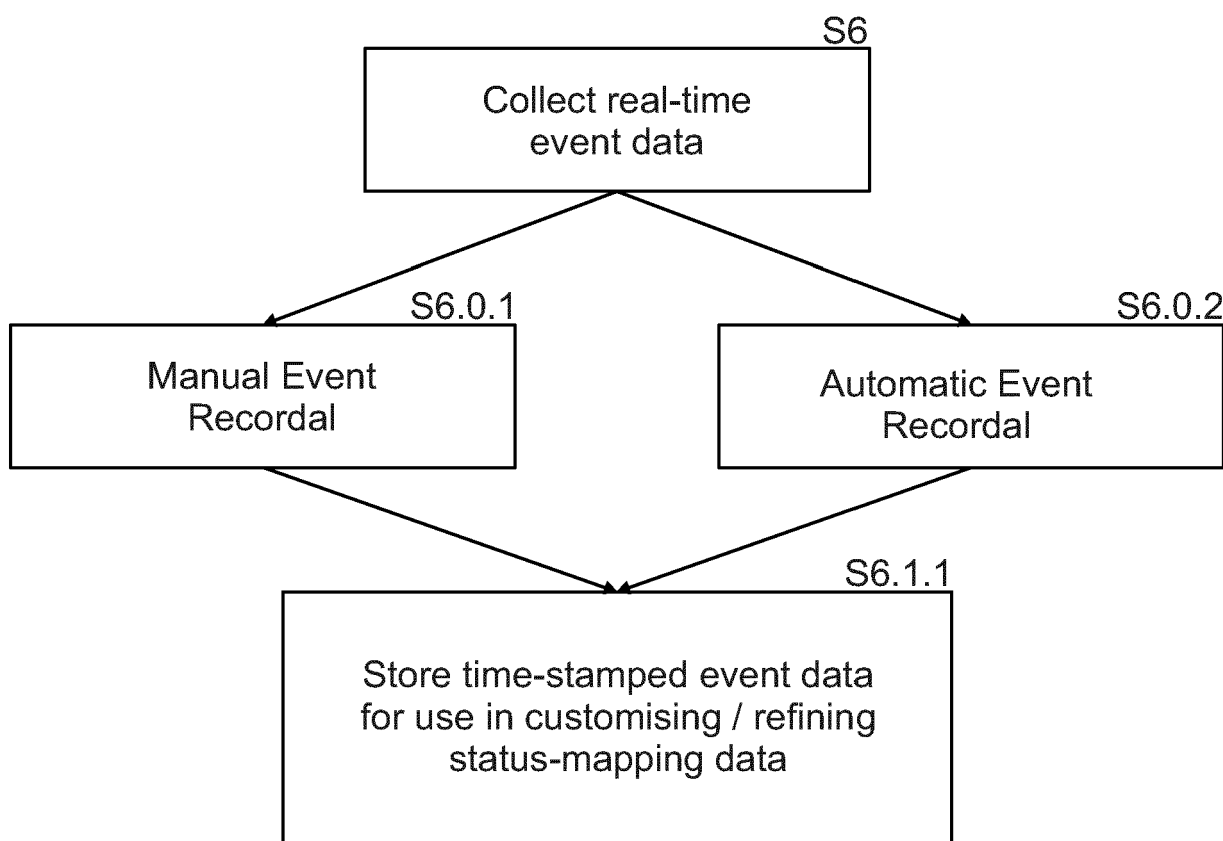 S6
Collect real-time
event data
S6.0.1
Manual Event
Recordal
S6.0.2
Automatic Event
Recordal
S6.1.1
Store time-stamped event data
for use in customising / refining
status-mapping data